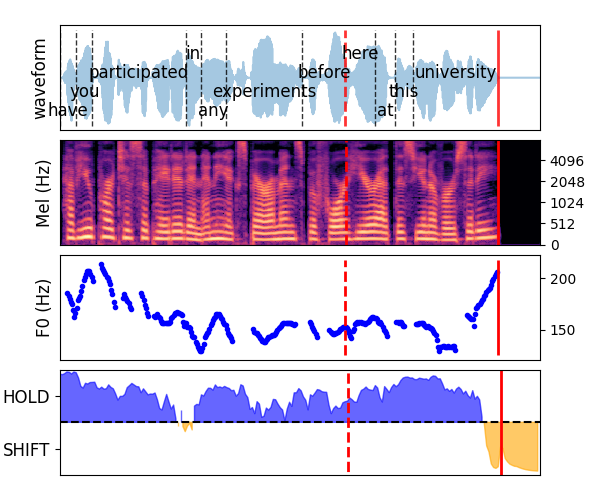 waveform
have
you
participated
in
any
experiments
before
here
at
this
university
Mel (Hz)
4096
2048
1024
512
0
F0 (Hz)
200
150
HOLD
SHIFT